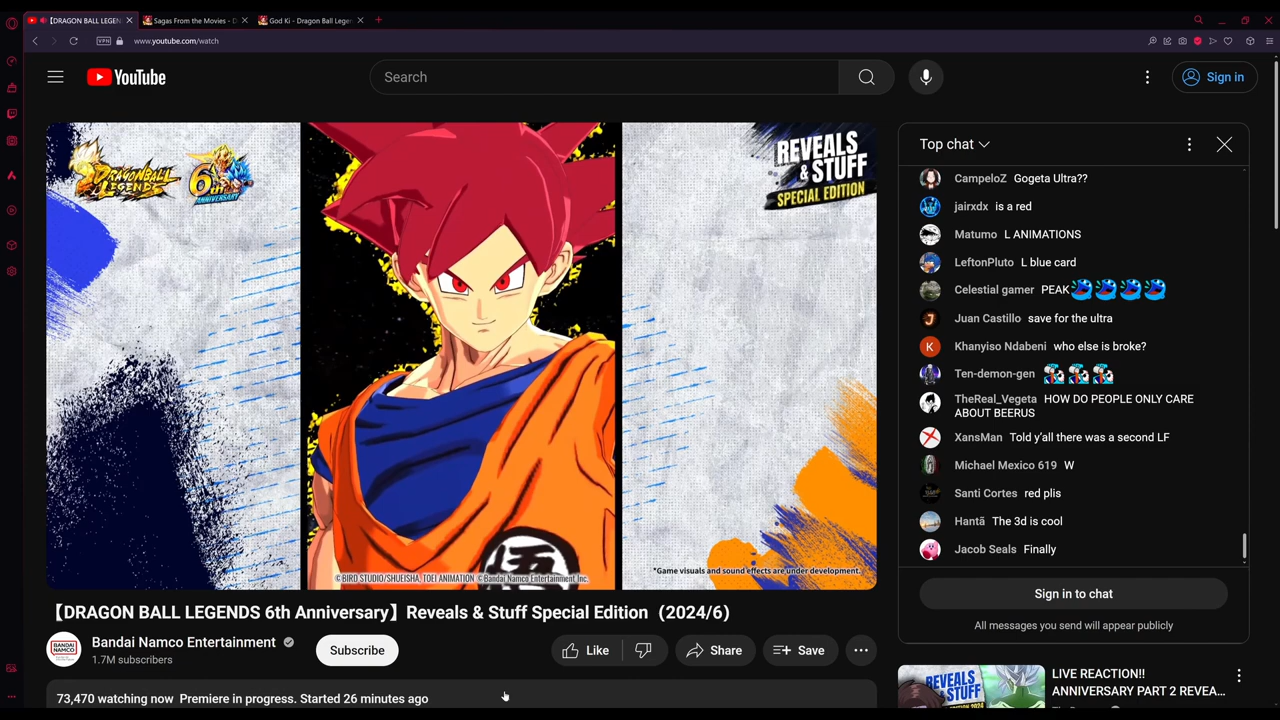 【DRAGON BALL LEGEN
Sagas From the Movies - D
God Ki - Dragon Ball Legen
VPN
www.youtube.com/watch
YouTube
Search
Sign in
DRAGONBALL
LEGENDS
6th
ANNIVERSARY
REVEALS
& STUFF
SPECIAL EDITION
悟
©BIRD STUDIO/SHUEISHA, TOEI ANIMATION ©Bandai Namco Entertainment Inc.
*Game visuals and sound effects are under development.
Top chat
CampeloZ Gogeta Ultra??
jairxdx is a red
Matumo L ANIMATIONS
LeftonPluto L blue card
Celestial gamer PEAK
Juan Castillo save for the ultra
K
Khanyiso Ndabeni who else is broke?
Ten-demon-gen
TheReal_Vegeta HOW DO PEOPLE ONLY CARE
ABOUT BEERUS
XansMan Told y'all there was a second LF
Michael Mexico 619 W
Santi Cortes red plis
Hantã The 3d is cool
Jacob Seals Finally
Sign in to chat
All messages you send will appear publicly
【DRAGON BALL LEGENDS 6th Anniversary】Reveals & Stuff Special Edition（2024/6）
BANDAI
NAMCO
Bandai Namco Entertainment
1.7M subscribers
Subscribe
Like
Share
Save
73,470 watching now Premiere in progress. Started 26 minutes ago
REVEALS
& STUFF
LIVE REACTION!!
ANNIVERSARY PART 2 REVEA...